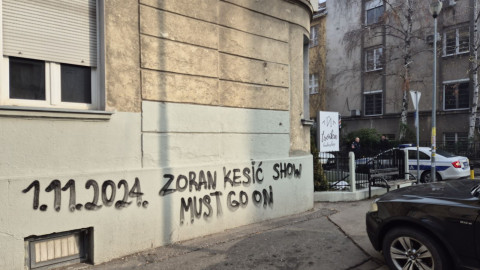 1.11.2024. ZORAN KESIĆ SHOW
MUST GO ON